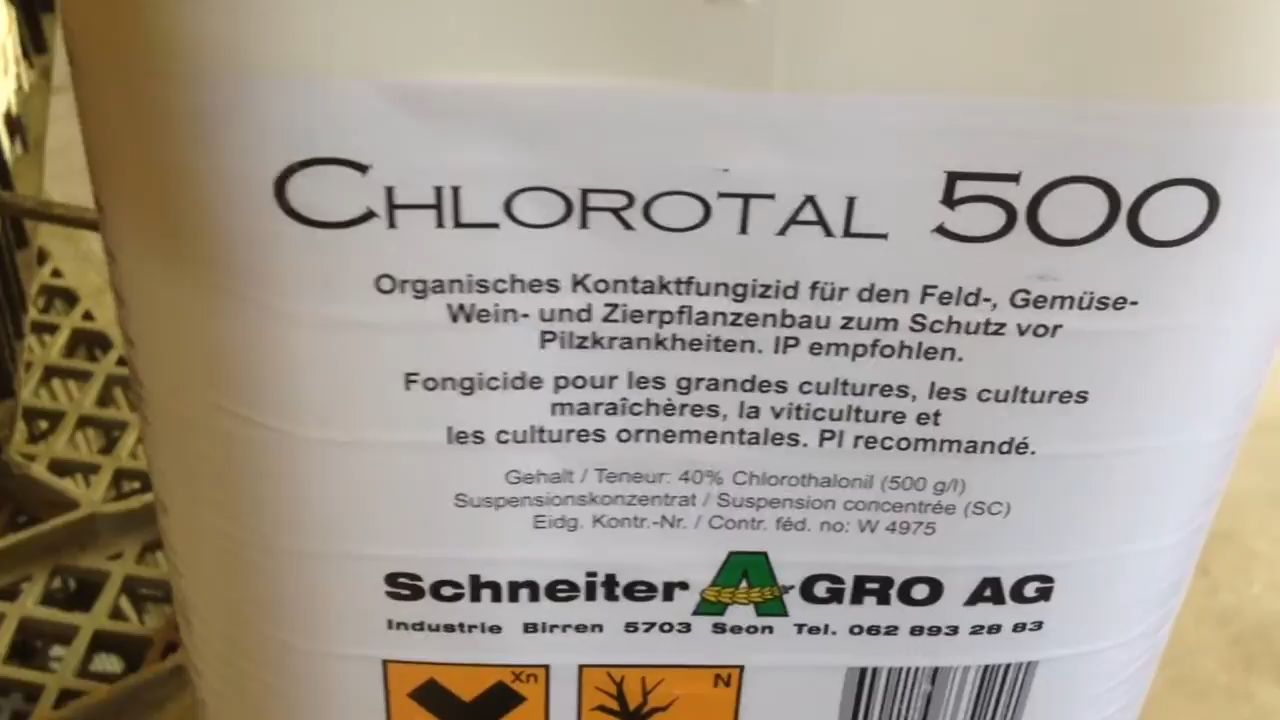 CHLOROTAL 500
Organisches Kontaktfungizid für den Feld-, Gemüse-
Wein- und Zierpflanzenbau zum Schutz vor
Pilzkrankheiten. IP empfohlen.
Fongicide pour les grandes cultures, les cultures
maraîchères, la viticulture et
les cultures ornementales. PI recommandé.
Gehalt / Teneur: 40% Chlorothalonil (500 g/l)
Suspensionskonzentrat / Suspension concentrée (SC)
Eidg. Kontr.-Nr. / Contr. féd. no: W 4975
Schneiter AGRO AG
Industrie Birren 5703 Seon Tel. 062 893 28 83
Xn N